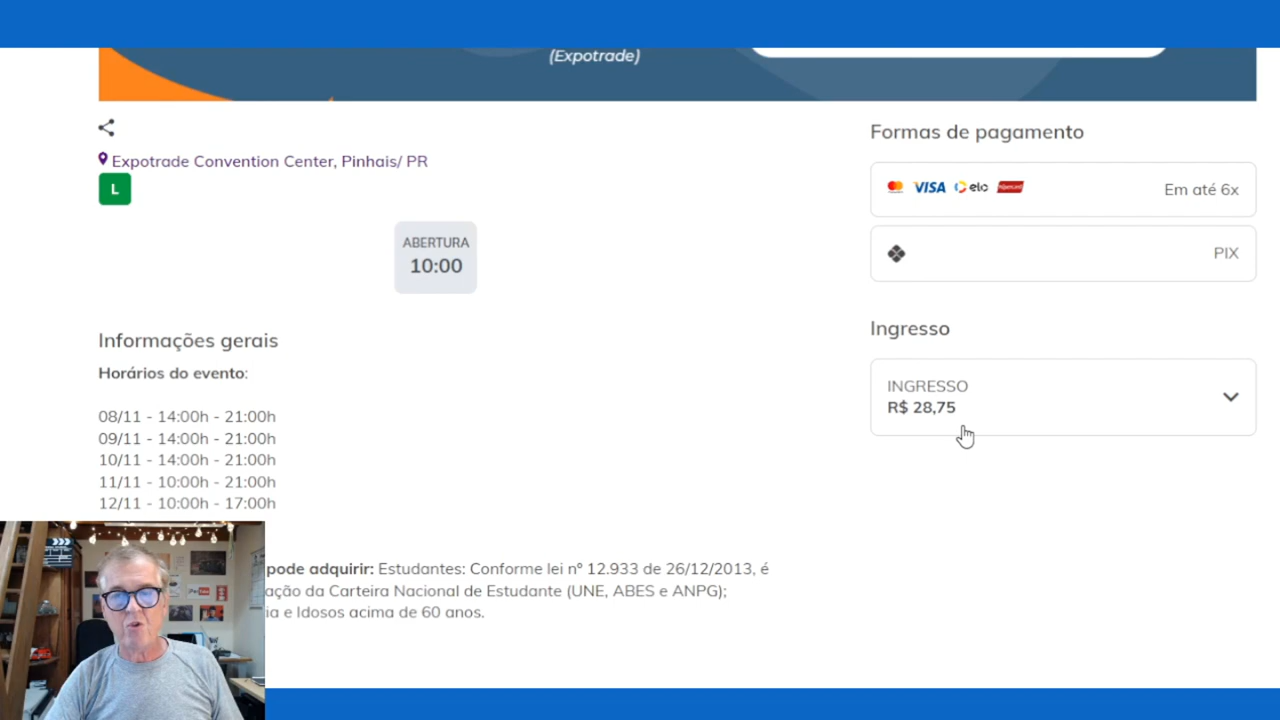 (Expotrade)
Expotrade Convention Center, Pinhais/ PR
L
ABERTURA
10:00
Informações gerais
Horários do evento:
08/11 - 14:00h - 21:00h
09/11 - 14:00h - 21:00h
10/11 - 14:00h - 21:00h
11/11 - 10:00h - 21:00h
12/11 - 10:00h - 17:00h
pode adquirir: Estudantes: Conforme lei nº 12.933 de 26/12/2013, é
ação da Carteira Nacional de Estudante (UNE, ABES e ANPG);
ia e Idosos acima de 60 anos.
Formas de pagamento
VISA elo Em até 6x
PIX
Ingresso
INGRESSO
R$ 28,75